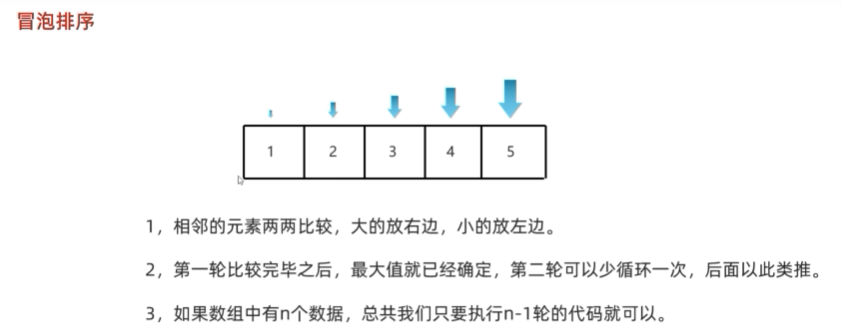 冒泡排序
1 2 3 4 5
1，相邻的元素两两比较，大的放右边，小的放左边。
2，第一轮比较完毕之后，最大值就已经确定，第二轮可以少循环一次，后面以此类推。
3，如果数组中有n个数据，总共我们只要执行n-1轮的代码就可以。